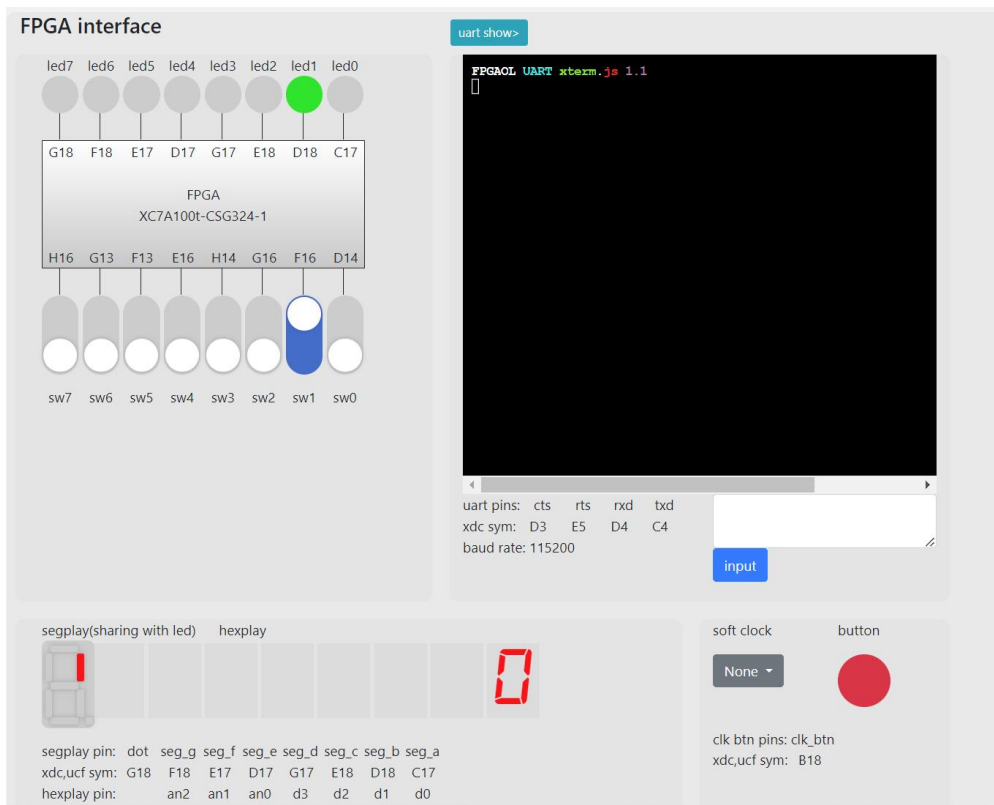 FPGA interface
uart show>
led7 led6 led5 led4 led3 led2 led1 led0
G18 F18 E17 D17 G17 E18 D18 C17
FPGA
XC7A100t-CSG324-1
H16 G13 F13 E16 H14 G16 F16 D14
sw7 sw6 sw5 sw4 sw3 sw2 sw1 sw0
FPGAOL UART xterm.js 1.1
uart pins: cts rts rxd txd
xdc sym: D3 E5 D4 C4
baud rate: 115200
input
segplay(sharing with led) hexplay
0
segplay pin: dot seg_g seg_f seg_e seg_d seg_c seg_b seg_a
xdc,ucf sym: G18 F18 E17 D17 G17 E18 D18 C17
hexplay pin: an2 an1 an0 d3 d2 d1 d0
soft clock button
None
clk btn pins: clk_btn
xdc,ucf sym: B18